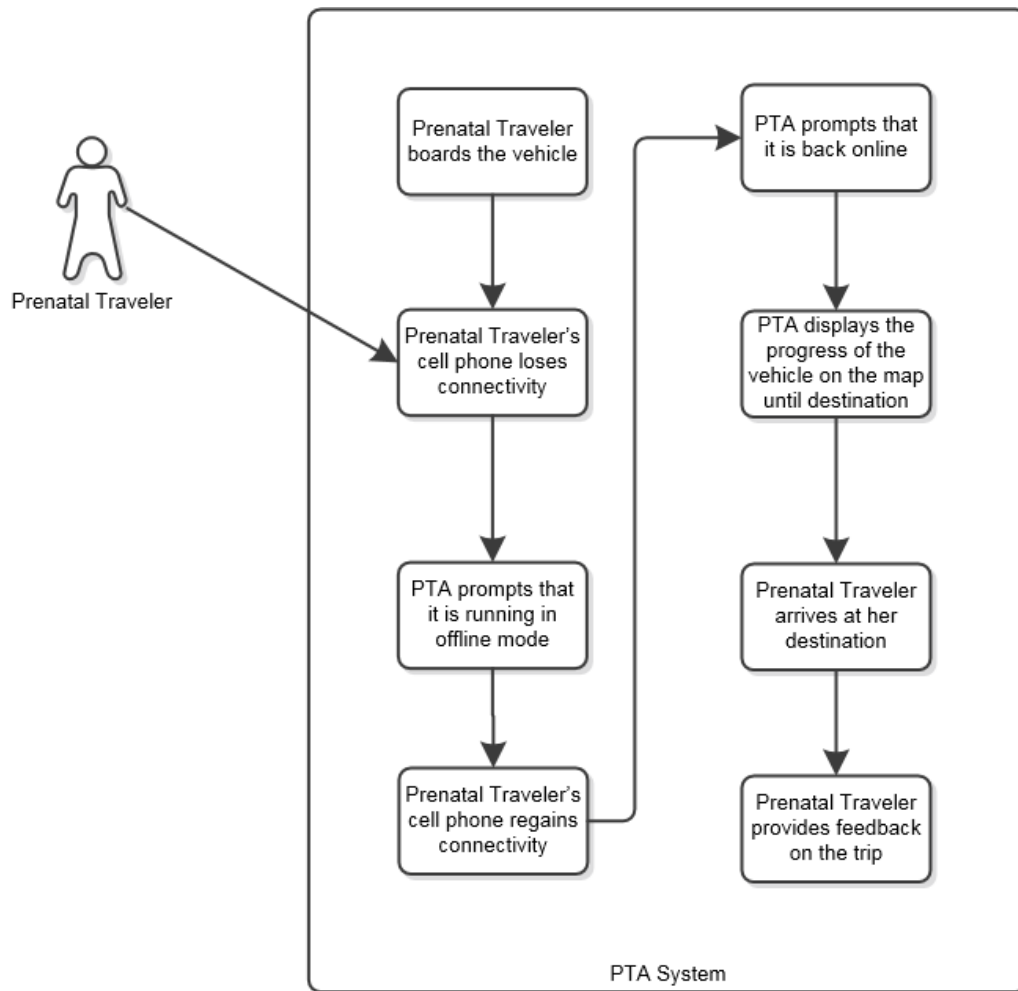 Prenatal Traveler
Prenatal Traveler
boards the vehicle
Prenatal Traveler's
cell phone loses
connectivity
PTA prompts that
it is running in
offline mode
Prenatal Traveler's
cell phone regains
connectivity
PTA prompts that
it is back online
PTA displays the
progress of the
vehicle on the map
until destination
Prenatal Traveler
arrives at her
destination
Prenatal Traveler
provides feedback
on the trip
PTA System